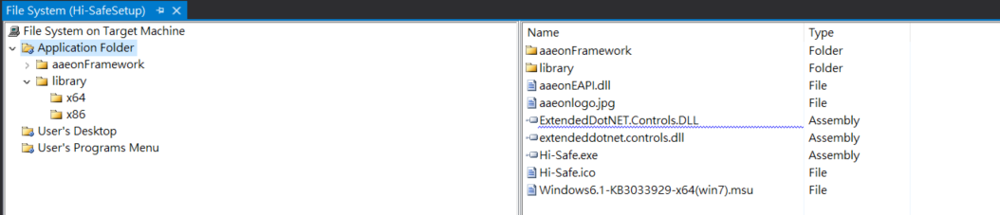 File System (Hi-SafeSetup)
File System on Target Machine
Application Folder
aaeonFramework
library
x64
x86
User's Desktop
User's Programs Menu
Name Type
aaeonFramework Folder
library Folder
aaeonEAPI.dll File
aaeonlogo.jpg File
ExtendedDotNET.Controls.DLL Assembly
extendeddotnet.controls.dll Assembly
Hi-Safe.exe Assembly
Hi-Safe.ico File
Windows6.1-KB3033929-x64(win7).msu File